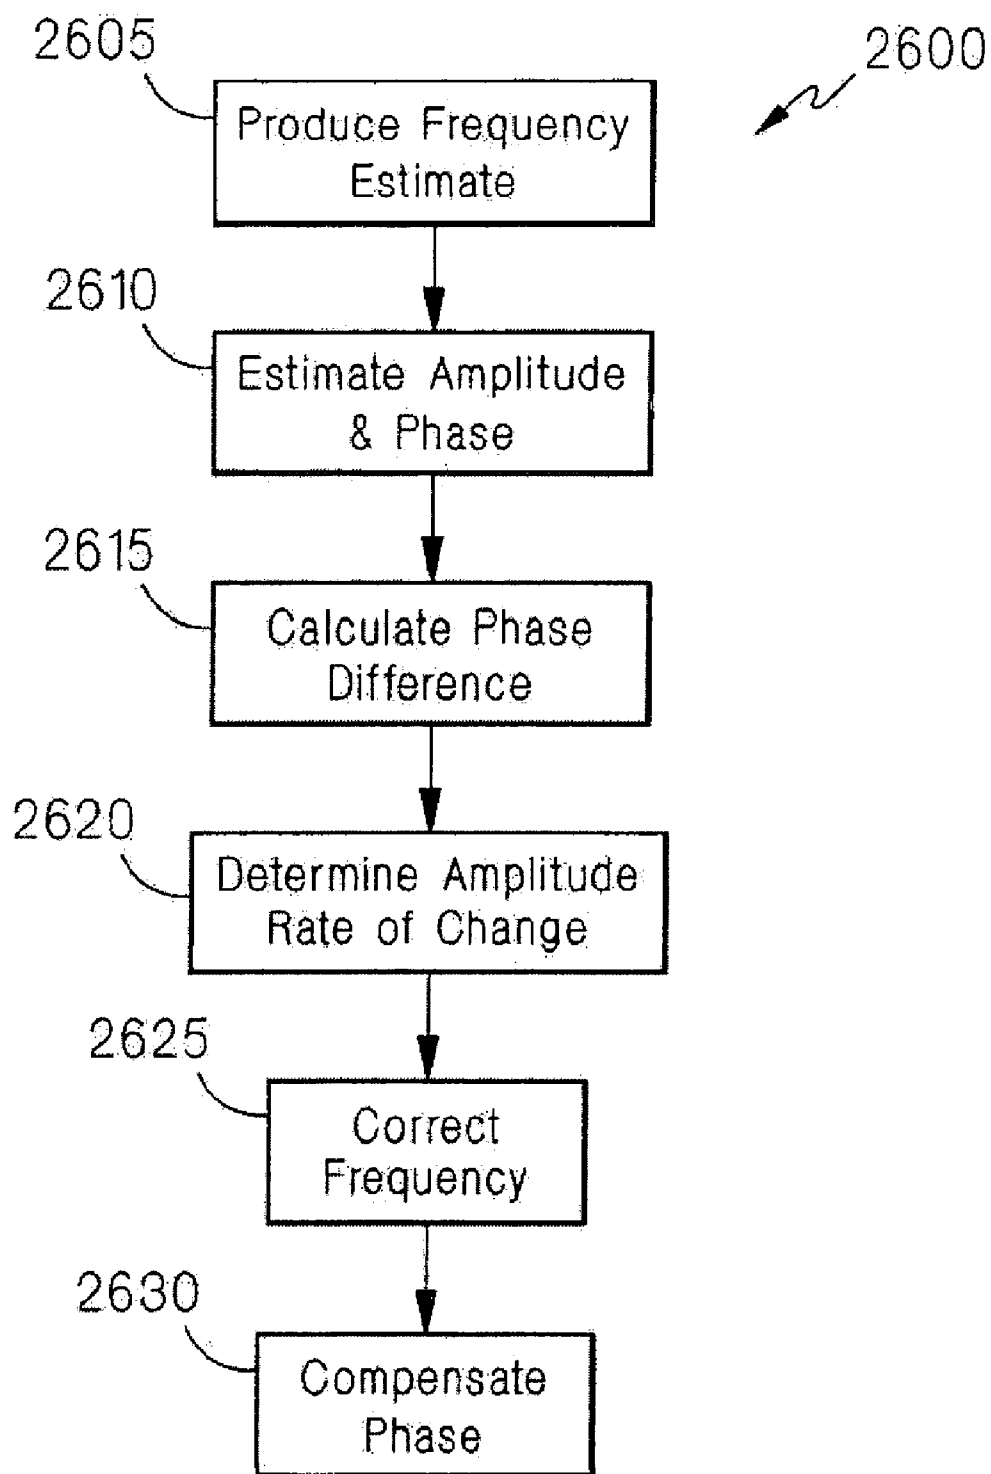 2605
2600
Produce Frequency
Estimate
2610
Estimate Amplitude
& Phase
2615
Calculate Phase
Difference
2620
Determine Amplitude
Rate of Change
2625
Correct
Frequency
2630
Compensate
Phase